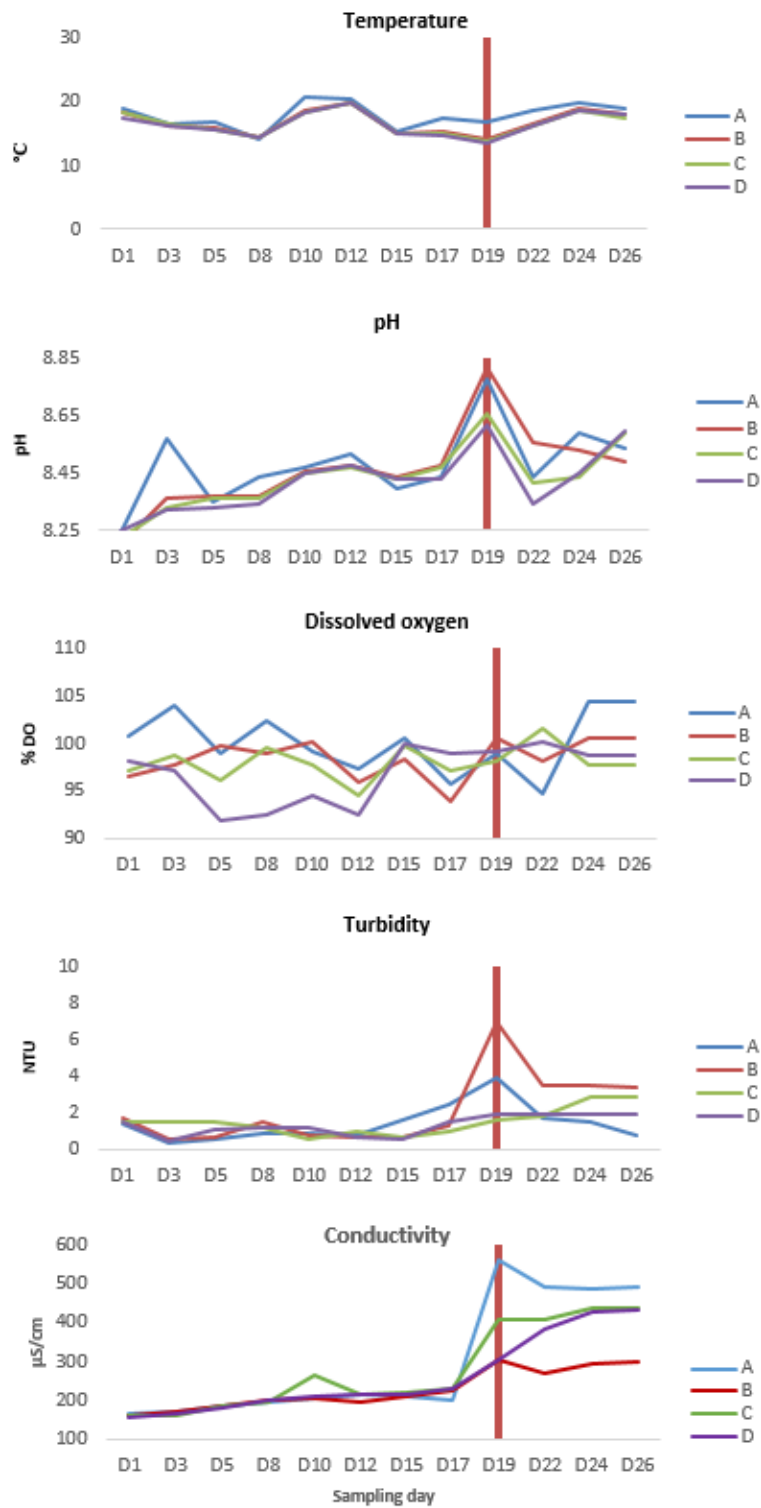 Temperature
30
20
10
0
°C
D1 D3 D5 D8 D10 D12 D15 D17 D19 D22 D24 D26
A
B
C
D
pH
8.85
8.65
8.45
8.25
pH
D1 D3 D5 D8 D10 D12 D15 D17 D19 D22 D24 D26
A
B
C
D
Dissolved oxygen
110
105
100
95
90
% DO
D1 D3 D5 D8 D10 D12 D15 D17 D19 D22 D24 D26
A
B
C
D
Turbidity
10
8
6
4
2
0
NTU
D1 D3 D5 D8 D10 D12 D15 D17 D19 D22 D24 D26
A
B
C
D
Conductivity
600
500
400
300
200
100
µS/cm
D1 D3 D5 D8 D10 D12 D15 D17 D19 D22 D24 D26
Sampling day
A
B
C
D